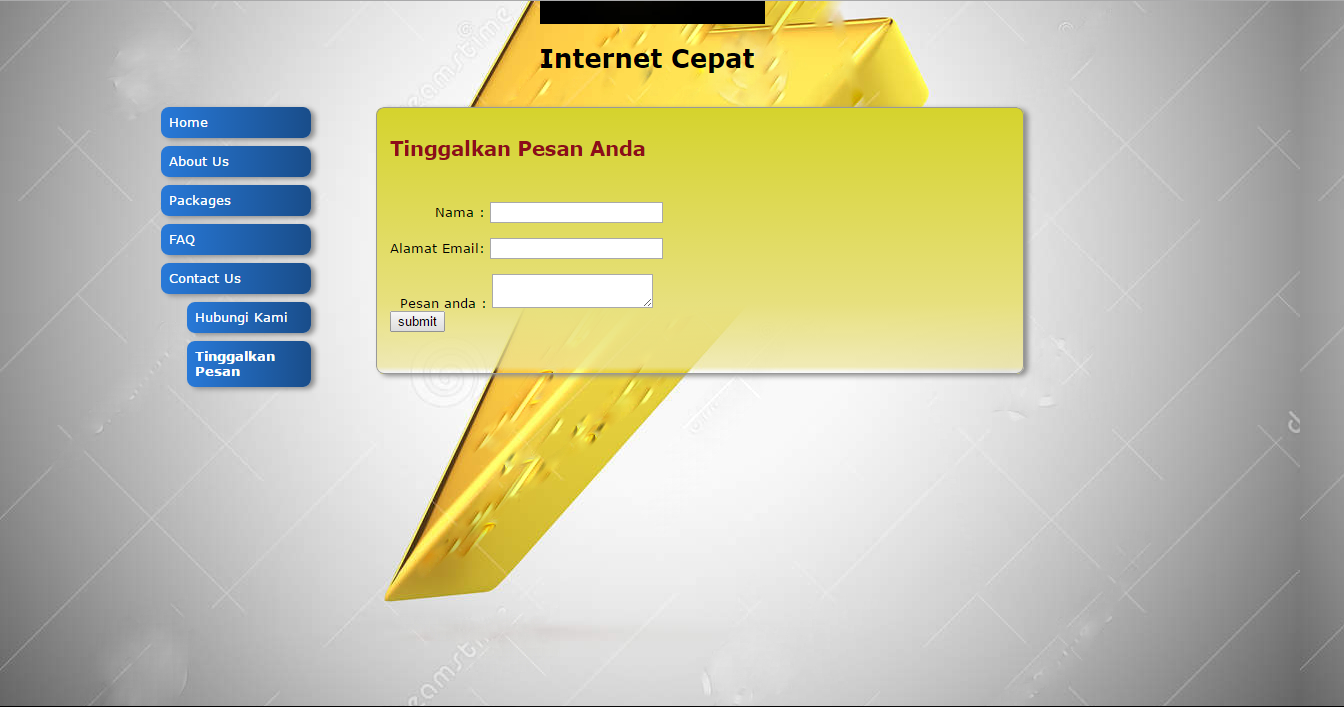 Internet Cepat
Home
About Us
Packages
FAQ
Contact Us
Hubungi Kami
Tinggalkan
Pesan
Tinggalkan Pesan Anda
Nama :
Alamat Email:
Pesan anda :
submit